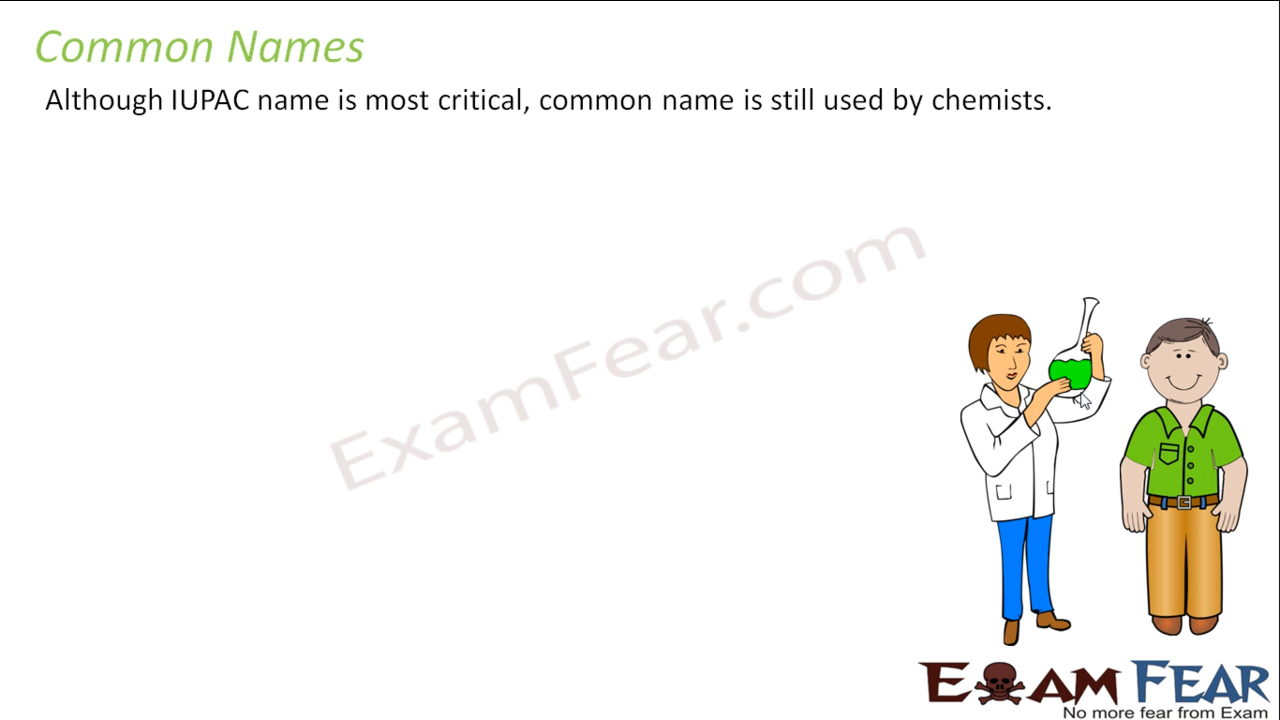 Common Names
Although IUPAC name is most critical, common name is still used by chemists.
ExamFear.com
EXAM FEAR
No more fear from Exam